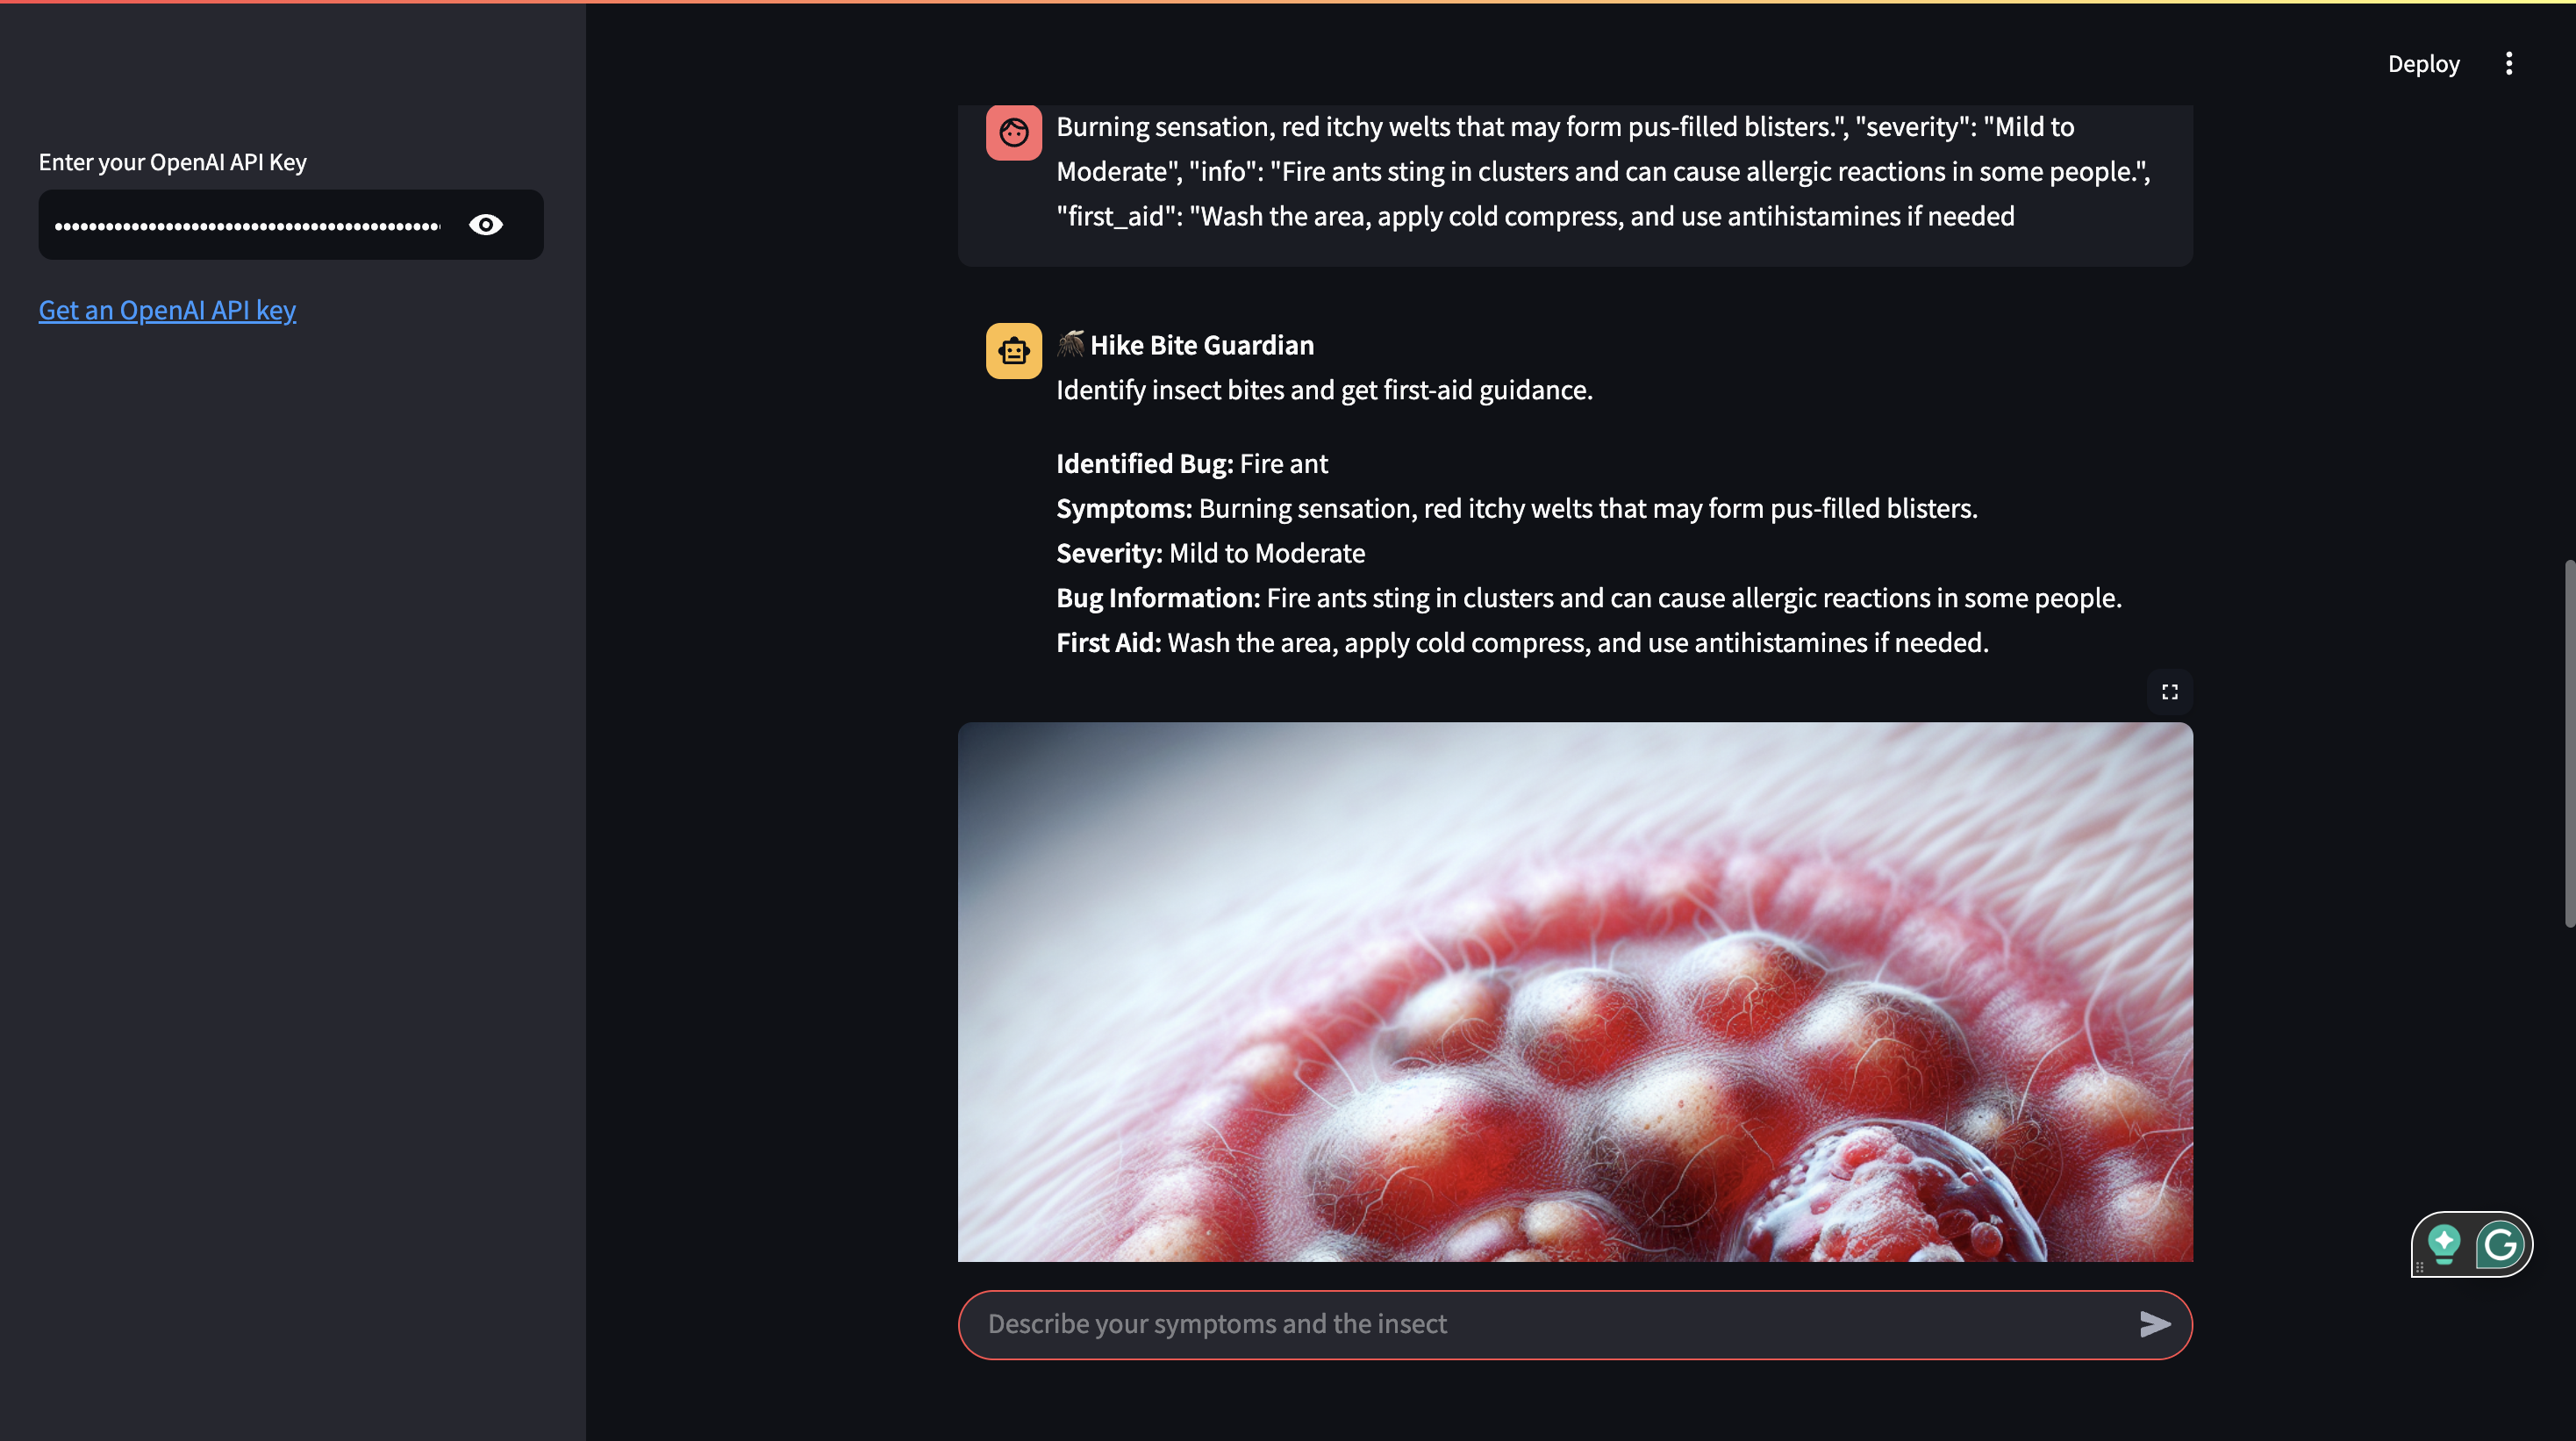 Deploy
Enter your OpenAI API Key
Get an OpenAI API key
Burning sensation, red itchy welts that may form pus-filled blisters.", "severity": "Mild to
Moderate", "info": "Fire ants sting in clusters and can cause allergic reactions in some people.",
"first_aid": "Wash the area, apply cold compress, and use antihistamines if needed
🦟 Hike Bite Guardian
Identify insect bites and get first-aid guidance.
Identified Bug: Fire ant
Symptoms: Burning sensation, red itchy welts that may form pus-filled blisters.
Severity: Mild to Moderate
Bug Information: Fire ants sting in clusters and can cause allergic reactions in some people.
First Aid: Wash the area, apply cold compress, and use antihistamines if needed.
Describe your symptoms and the insect